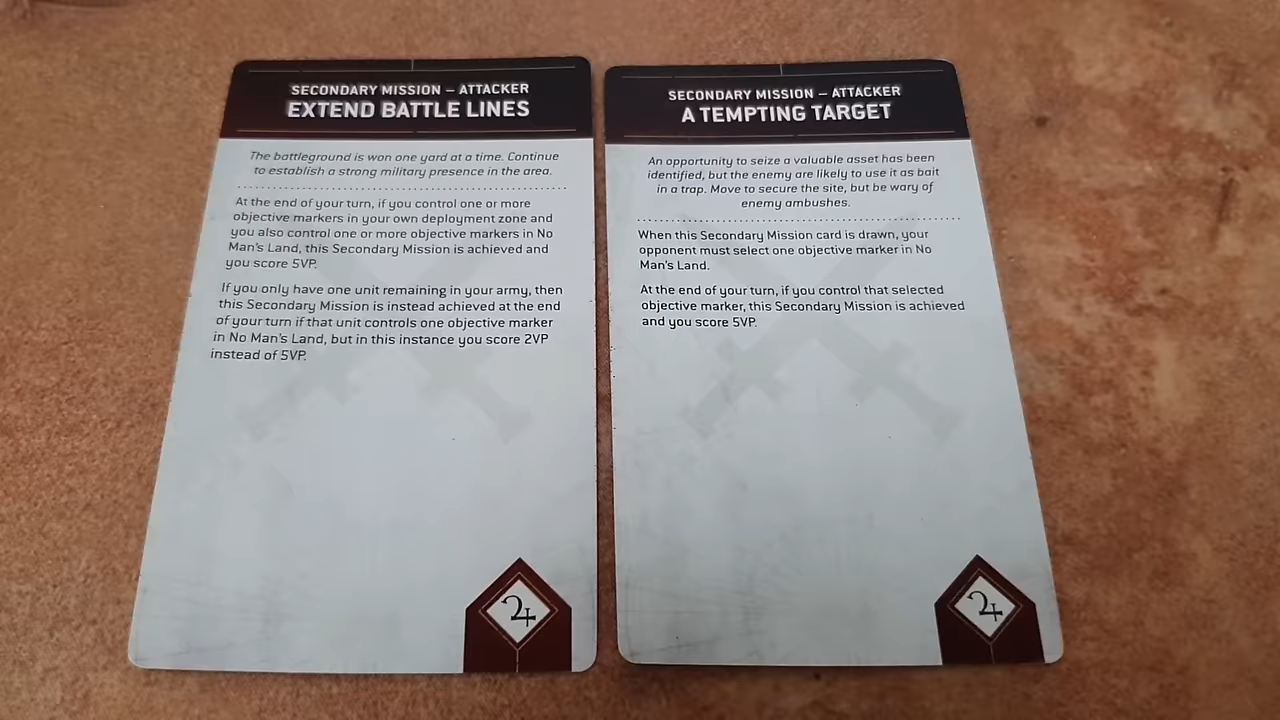 SECONDARY MISSION – ATTACKER
EXTEND BATTLE LINES
The battleground is won one yard at a time. Continue
to establish a strong military presence in the area.
At the end of your turn, if you control one or more
objective markers in your own deployment zone and
you also control one or more objective markers in No
Man's Land, this Secondary Mission is achieved and
you score 5VP.
If you only have one unit remaining in your army, then
this Secondary Mission is instead achieved at the end
of your turn if that unit controls one objective marker
in No Man's Land, but in this instance you score 2VP
instead of 5VP.
SECONDARY MISSION – ATTACKER
A TEMPTING TARGET
An opportunity to seize a valuable asset has been
identified, but the enemy are likely to use it as bait
in a trap. Move to secure the site, but be wary of
enemy ambushes.
When this Secondary Mission card is drawn, your
opponent must select one objective marker in No
Man's Land.
At the end of your turn, if you control that selected
objective marker, this Secondary Mission is achieved
and you score 5VP.